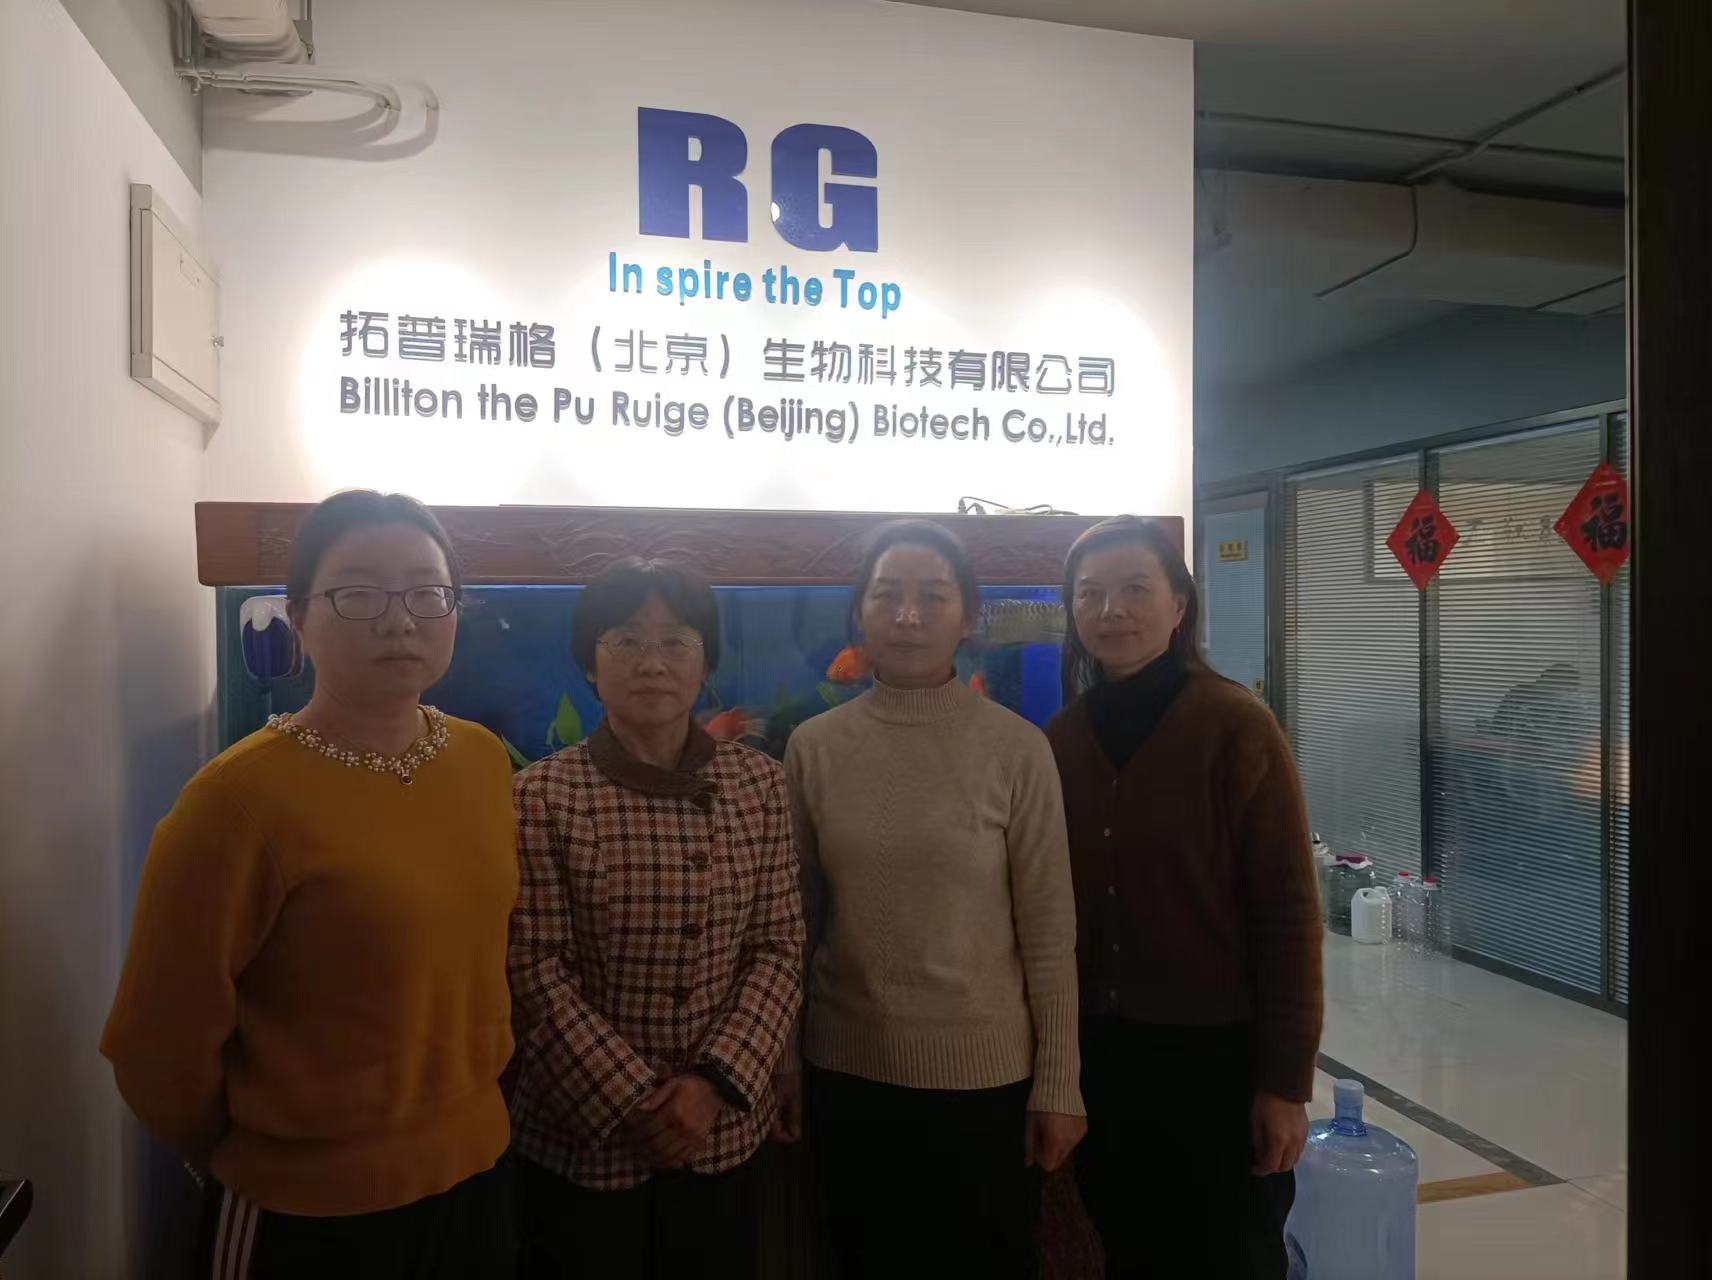 RG
In spire the Top
拓普瑞格（北京）生物科技有限公司
Billiton the Pu Ruige (Beijing) Biotech Co.,Ltd.
福
福